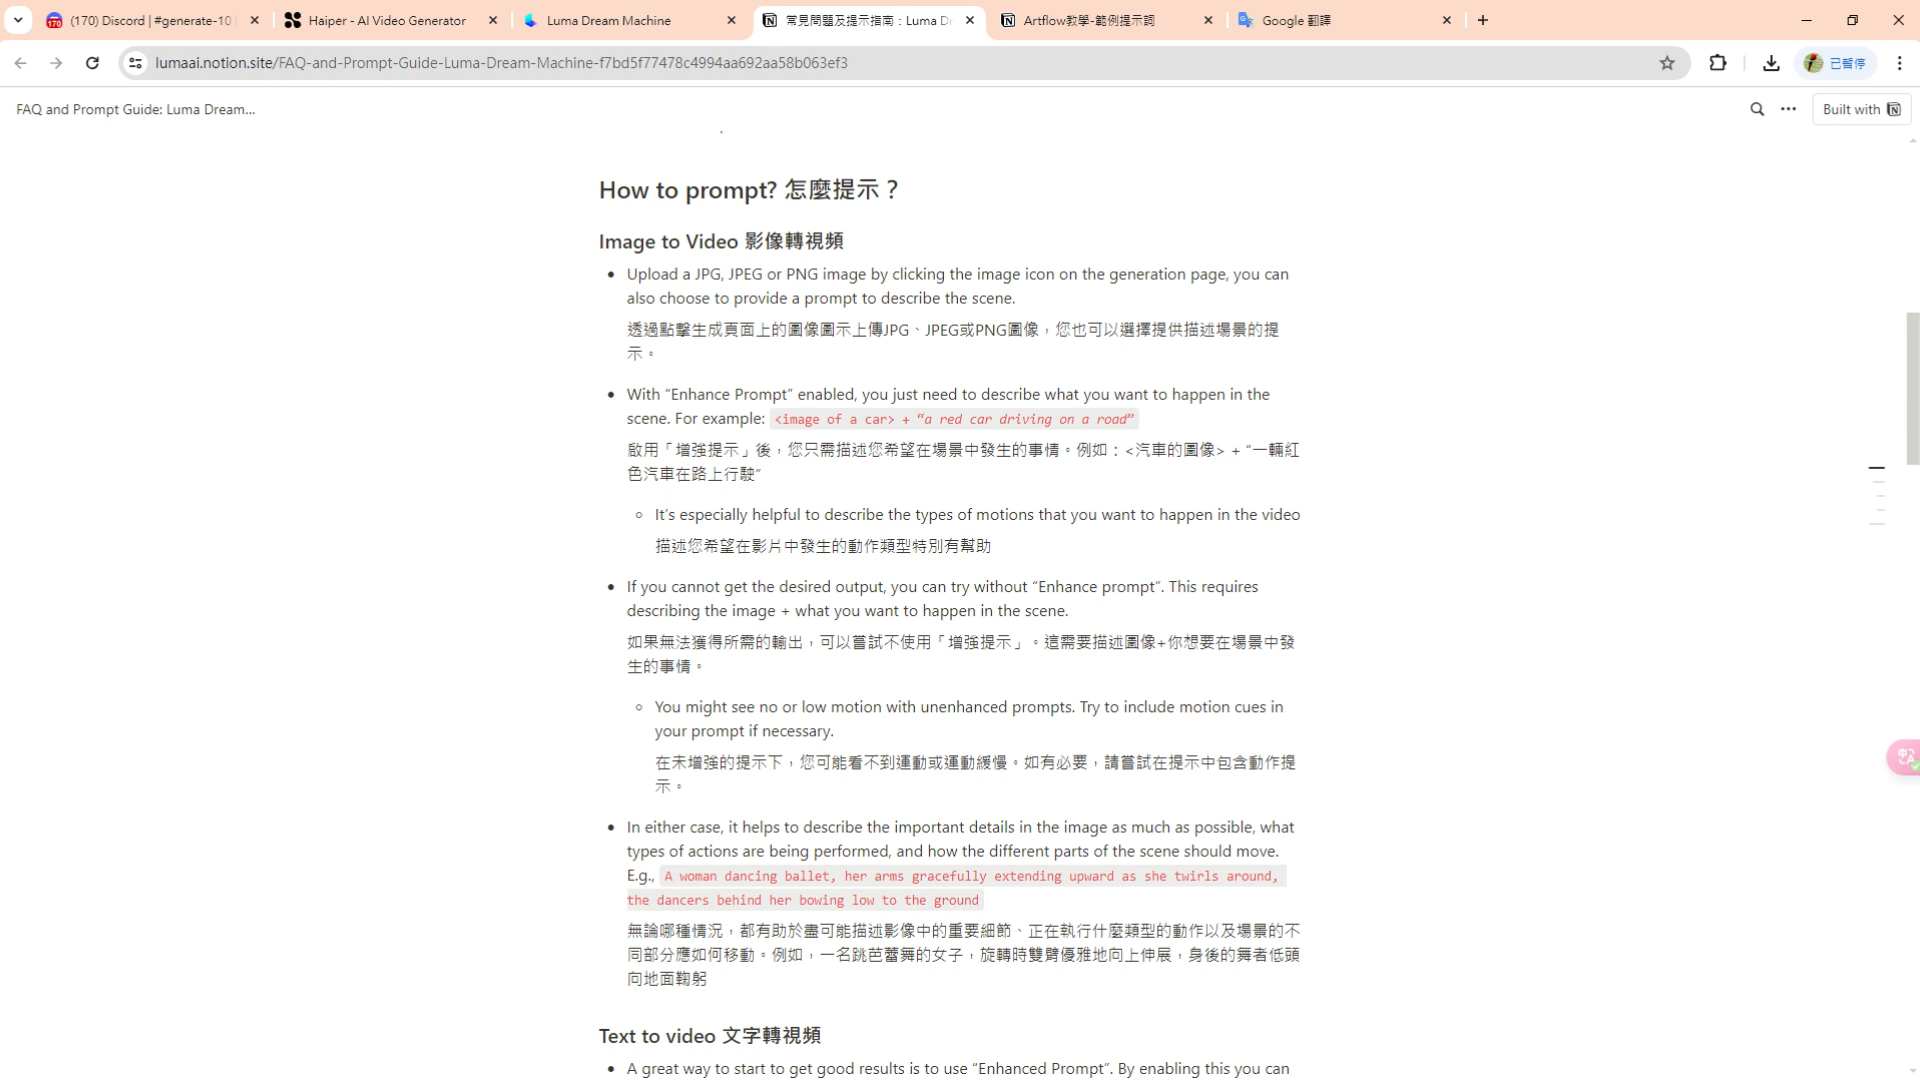 (170) Discord | #generate-10
Haiper - AI Video Generator
Luma Dream Machine
常見問題及提示指南：Luma Dr
Artflow教學-範例提示詞
Google 翻譯
lumaai.notion.site/FAQ-and-Prompt-Guide-Luma-Dream-Machine-f7bd5f77478c4994aa692aa58b063ef3
已暫停
FAQ and Prompt Guide: Luma Dream...
Built with
How to prompt? 怎麼提示？
Image to Video 影像轉視頻
• Upload a JPG, JPEG or PNG image by clicking the image icon on the generation page, you can
also choose to provide a prompt to describe the scene.
透過點擊生成頁面上的圖像圖示上傳JPG、JPEG或PNG圖像，您也可以選擇提供描述場景的提
示。
• With “Enhance Prompt” enabled, you just need to describe what you want to happen in the
scene. For example: <image of a car> + “a red car driving on a road”
啟用「增強提示」後，您只需描述您希望在場景中發生的事情。例如：<汽車的圖像> + “一輛紅
色汽車在路上行駛”
◦ It’s especially helpful to describe the types of motions that you want to happen in the video
描述您希望在影片中發生的動作類型特別有幫助
• If you cannot get the desired output, you can try without “Enhance prompt”. This requires
describing the image + what you want to happen in the scene.
如果無法獲得所需的輸出，可以嘗試不使用「增強提示」。這需要描述圖像+你想要在場景中發
生的事情。
◦ You might see no or low motion with unenhanced prompts. Try to include motion cues in
your prompt if necessary.
在未增強的提示下，您可能看不到運動或運動緩慢。如有必要，請嘗試在提示中包含動作提
示。
• In either case, it helps to describe the important details in the image as much as possible, what
types of actions are being performed, and how the different parts of the scene should move.
E.g., A woman dancing ballet, her arms gracefully extending upward as she twirls around,
the dancers behind her bowing low to the ground
無論哪種情況，都有助於盡可能描述影像中的重要細節、正在執行什麼類型的動作以及場景的不
同部分應如何移動。例如，一名跳芭蕾舞的女子，旋轉時雙臂優雅地向上伸展，身後的舞者低頭
向地面鞠躬
Text to video 文字轉視頻
• A great way to start to get good results is to use “Enhanced Prompt”. By enabling this you can